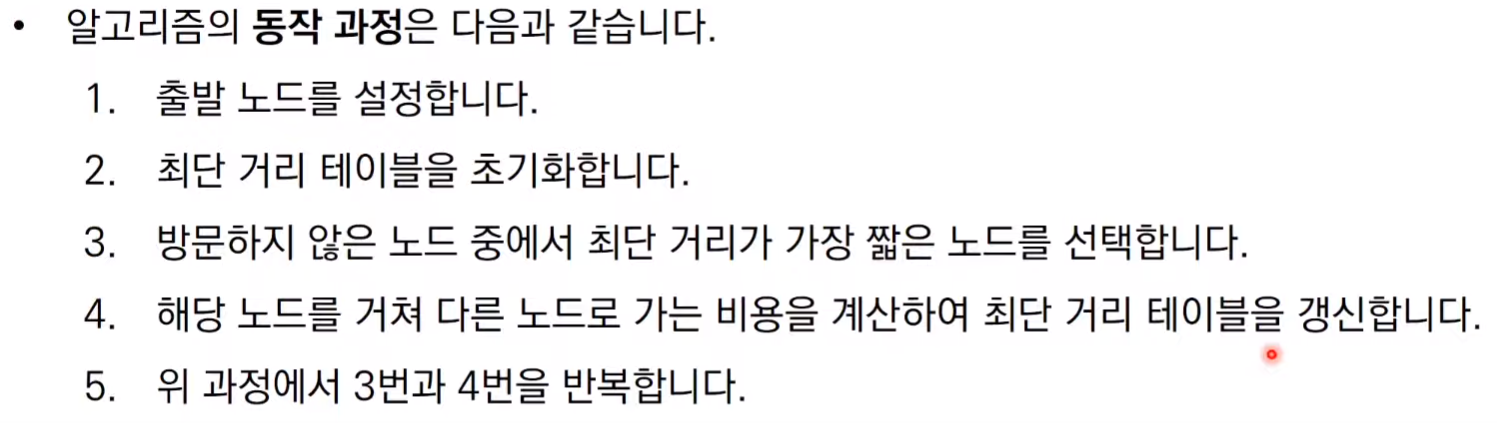 • 알고리즘의 동작 과정은 다음과 같습니다.
1. 출발 노드를 설정합니다.
2. 최단 거리 테이블을 초기화합니다.
3. 방문하지 않은 노드 중에서 최단 거리가 가장 짧은 노드를 선택합니다.
4. 해당 노드를 거쳐 다른 노드로 가는 비용을 계산하여 최단 거리 테이블을 갱신합니다.
5. 위 과정에서 3번과 4번을 반복합니다.